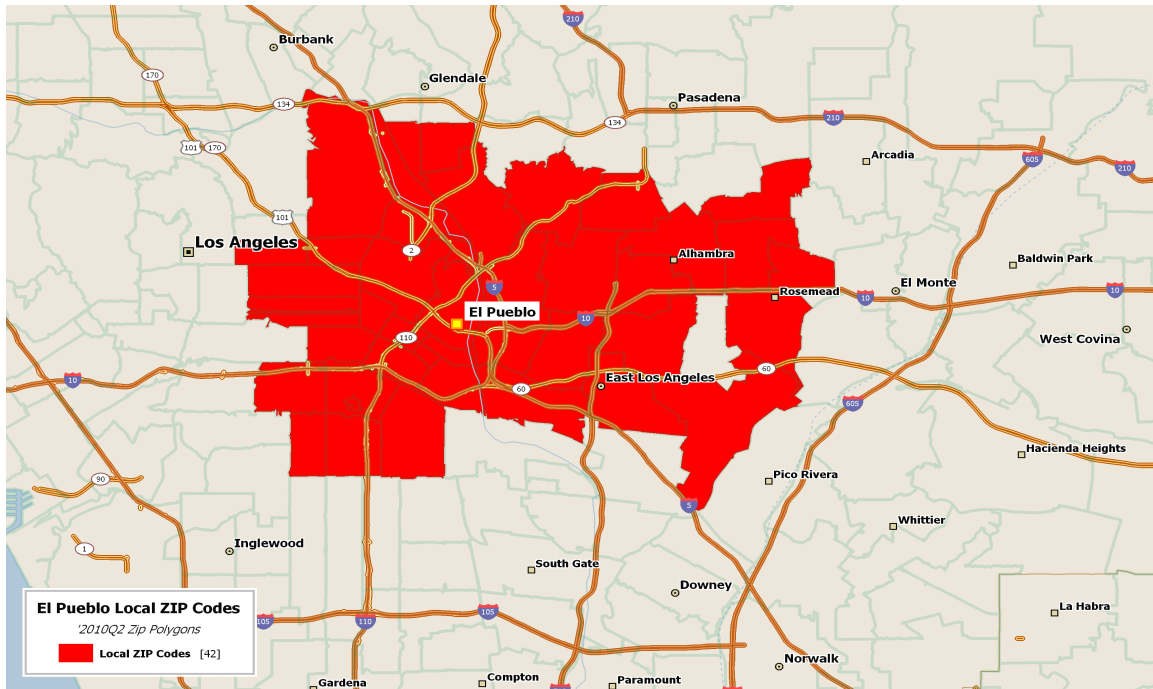 210
Burbank
170
Glendale
134
Pasadena
210
134
101
170
Arcadia
605
210
101
Los Angeles
2
Alhambra
Baldwin Park
5
Rosemead
El Monte
10
10
El Pueblo
10
110
West Covina
10
60
East Los Angeles
60
605
Hacienda Heights
90
Pico Rivera
5
Whittier
1
Inglewood
South Gate
Downey
El Pueblo Local ZIP Codes
'2010Q2 Zip Polygons
Local ZIP Codes [42]
105
110
105
La Habra
Norwalk
Gardena
Compton
Paramount